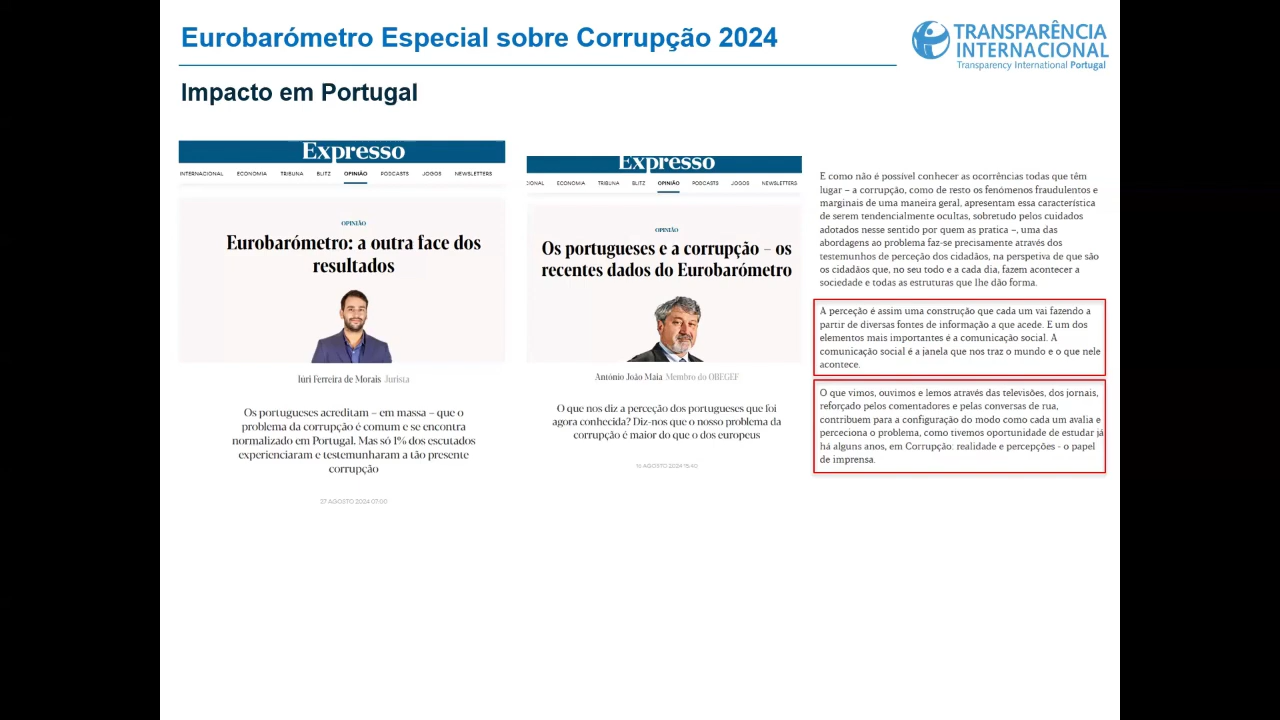 Eurobarómetro Especial sobre Corrupção 2024
TRANSPARÊNCIA
INTERNACIONAL
Transparency International Portugal
Impacto em Portugal
Expresso
INTERNACIONAL ECONOMIA TRIBUNA BLITZ OPINIÃO PODCASTS JOGOS NEWSLETTERS
OPINIÃO
Eurobarómetro: a outra face dos
resultados
Iúri Ferreira de Morais Jurista
Os portugueses acreditam – em massa – que o
problema da corrupção é comum e se encontra
normalizado em Portugal. Mas só 1% dos escutados
experienciaram e testemunharam a tão presente
corrupção
27 AGOSTO 2024 07:00
Expresso
IONAL ECONOMIA TRIBUNA BLITZ OPINIÃO PODCASTS JOGOS NEWSLETTERS
OPINIÃO
Os portugueses e a corrupção – os
recentes dados do Eurobarómetro
António João Maia Membro do OBEGEF
O que nos diz a perceção dos portugueses que foi
agora conhecida? Diz-nos que o nosso problema da
corrupção é maior do que o dos europeus
AGOSTO 2024
E como não é possível conhecer as ocorrências todas que têm
lugar – a corrupção, como de resto os fenómenos fraudulentos e
marginais de uma maneira geral, apresentam essa característica
de serem tendencialmente ocultas, sobretudo pelos cuidados
adotados nesse sentido por quem as pratica –, uma das
abordagens ao problema faz-se precisamente através dos
testemunhos de perceção dos cidadãos, na perspetiva de que são
os cidadãos que, no seu todo e a cada dia, fazem acontecer a
sociedade e todas as estruturas que lhe dão forma.
A perceção é assim uma construção que cada um vai fazendo a
partir de diversas fontes de informação a que acede. E um dos
elementos mais importantes é a comunicação social. A
comunicação social é a janela que nos traz o mundo e o que nele
acontece.
O que vimos, ouvimos e lemos através das televisões, dos jornais,
reforçado pelos comentadores e pelas conversas de rua,
contribuem para a configuração do modo como cada um avalia e
perceciona o problema, como tivemos oportunidade de estudar já
há alguns anos, em Corrupção: realidade e percepções - o papel
de imprensa.